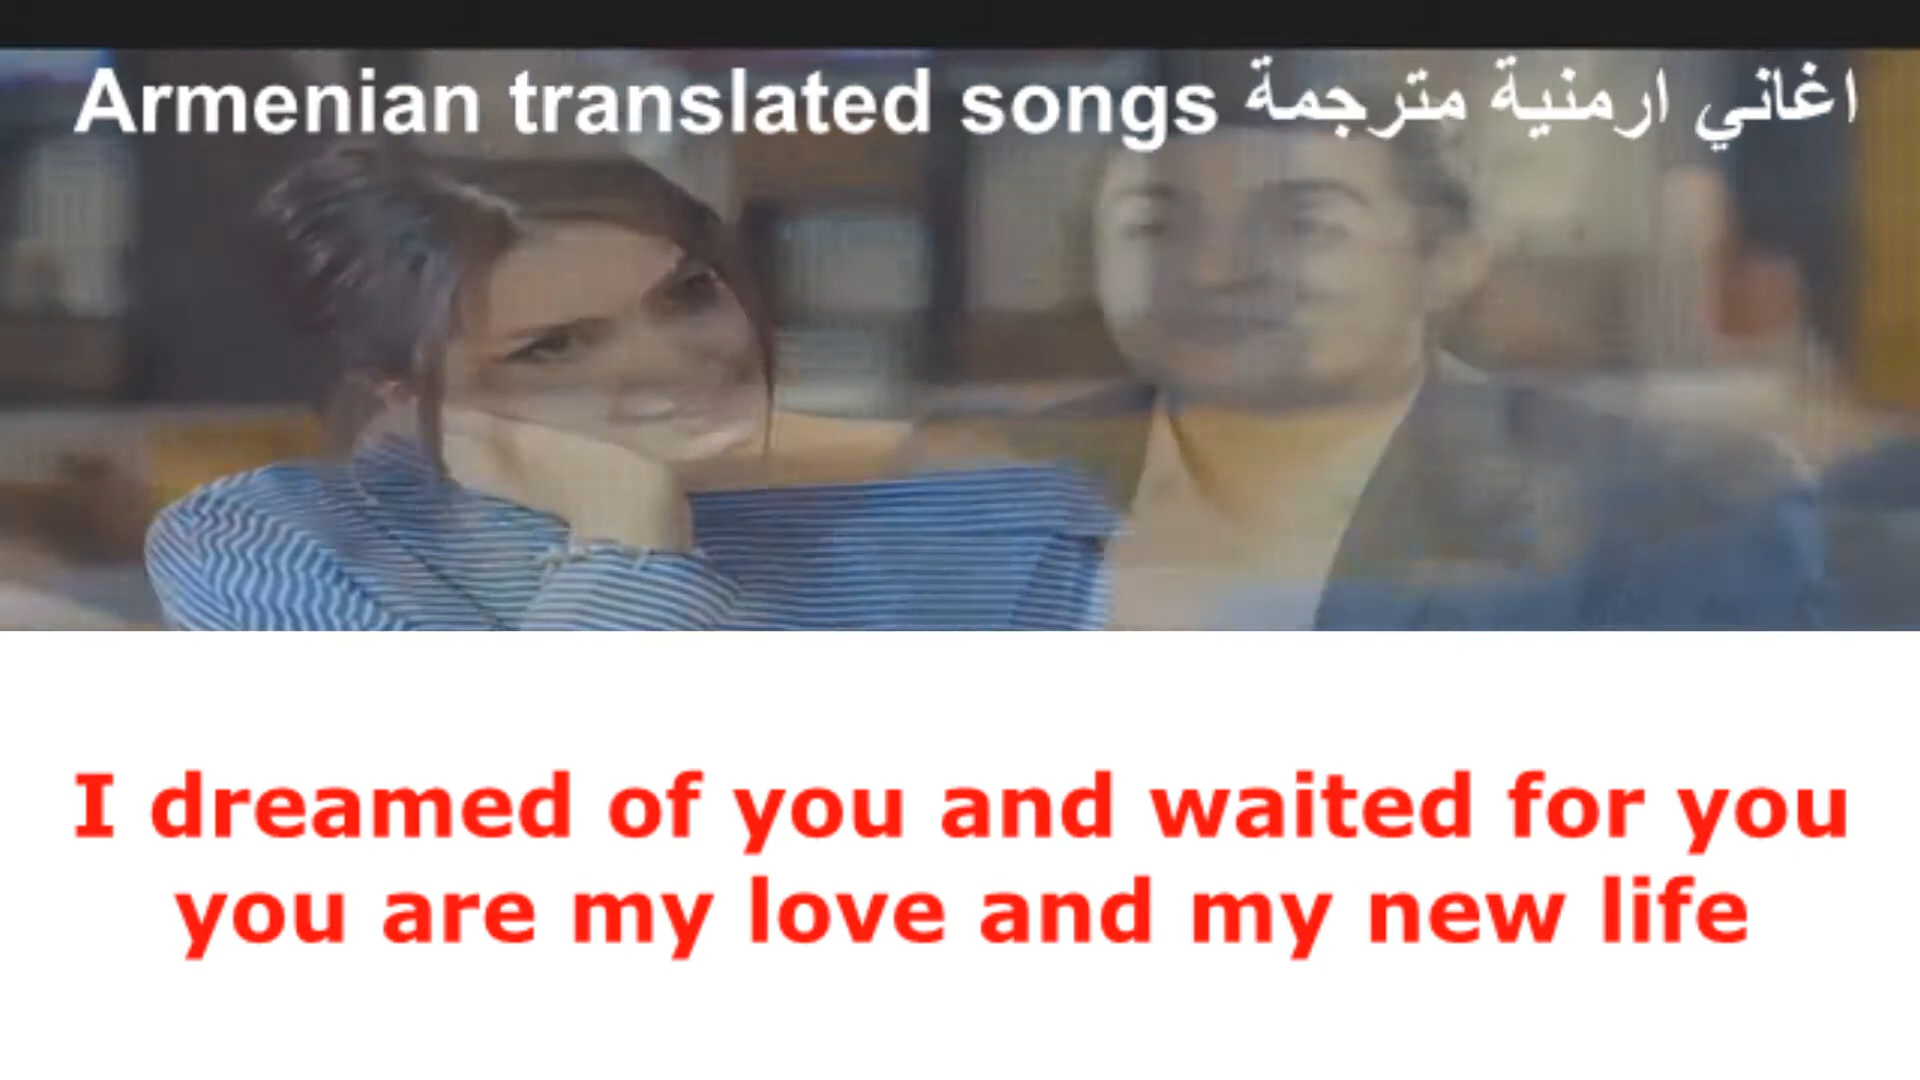 Armenian translated songs اغاني ارمنية مترجمة
I dreamed of you and waited for you
you are my love and my new life